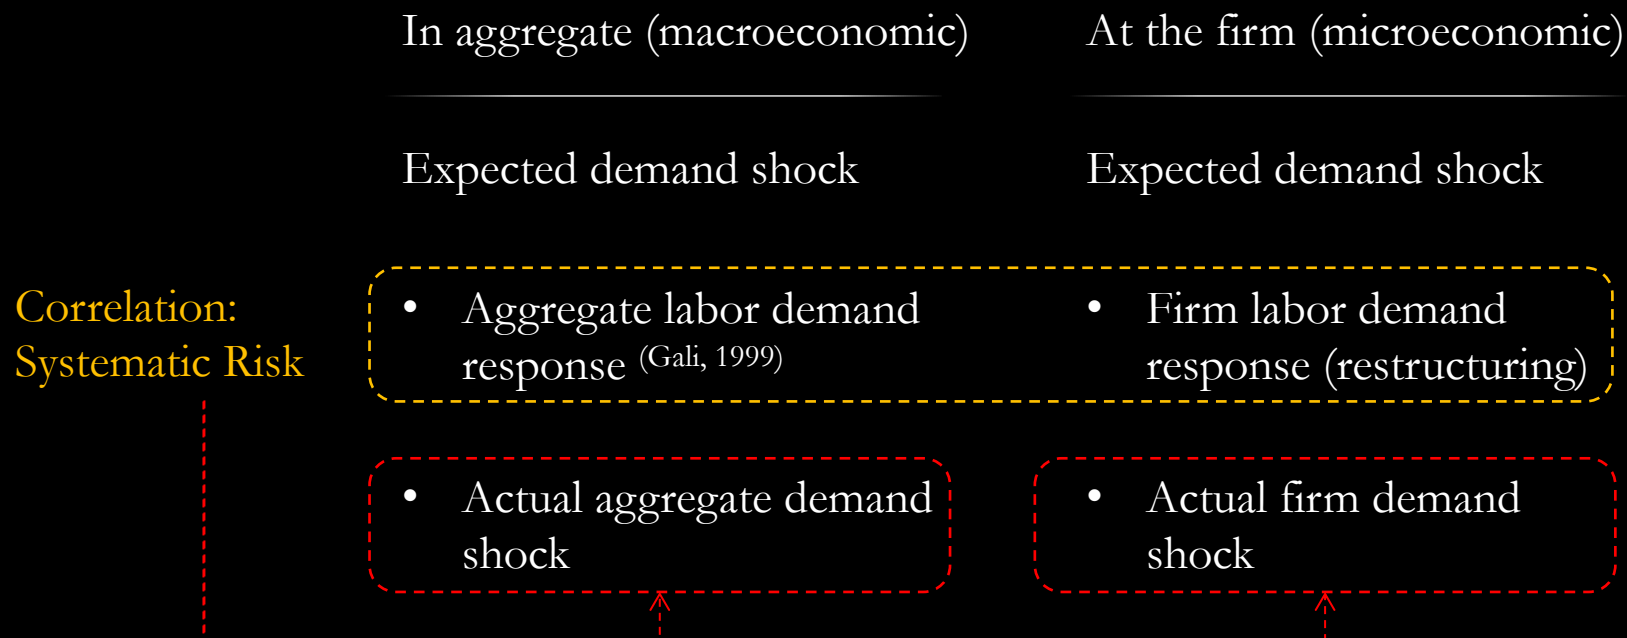 In aggregate (macroeconomic)
At the firm (microeconomic)
Expected demand shock
Expected demand shock
Correlation:
Systematic Risk
• Aggregate labor demand
response (Gali, 1999)
• Firm labor demand
response (restructuring)
• Actual aggregate demand
shock
• Actual firm demand
shock